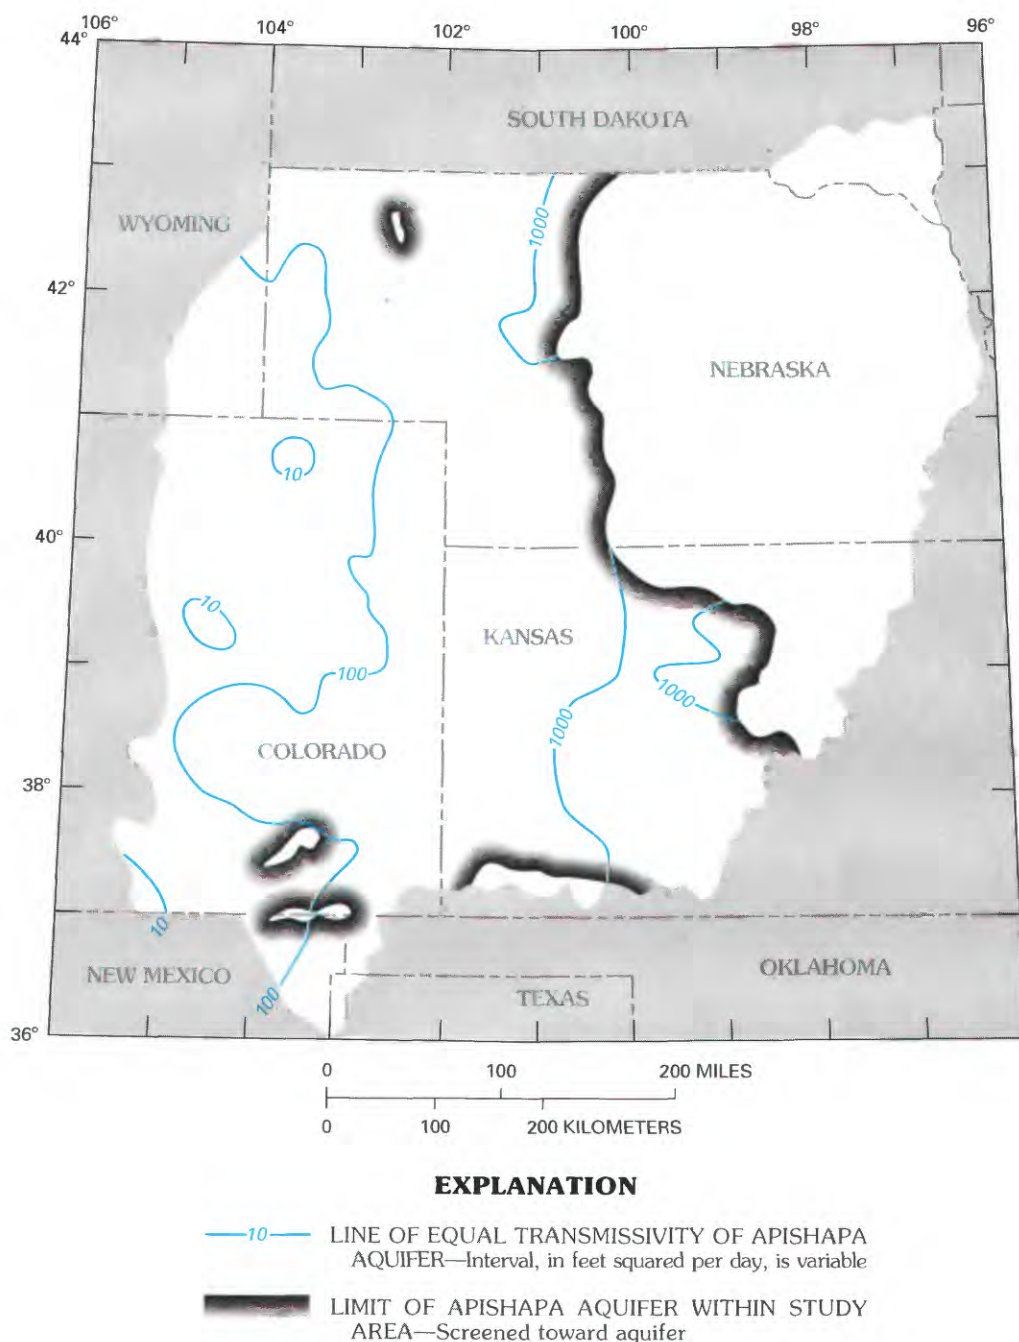 106°
104°
102°
100°
98°
96°
44°
SOUTH DAKOTA
WYOMING
1000
42°
NEBRASKA
10
40°
10
KANSAS
100
1000
1000
COLORADO
38°
10
NEW MEXICO
100
OKLAHOMA
TEXAS
36°
0 100 200 MILES
0 100 200 KILOMETERS
EXPLANATION
10 LINE OF EQUAL TRANSMISSIVITY OF APISHAPA
AQUIFER—Interval, in feet squared per day, is variable
LIMIT OF APISHAPA AQUIFER WITHIN STUDY
AREA—Screened toward aquifer